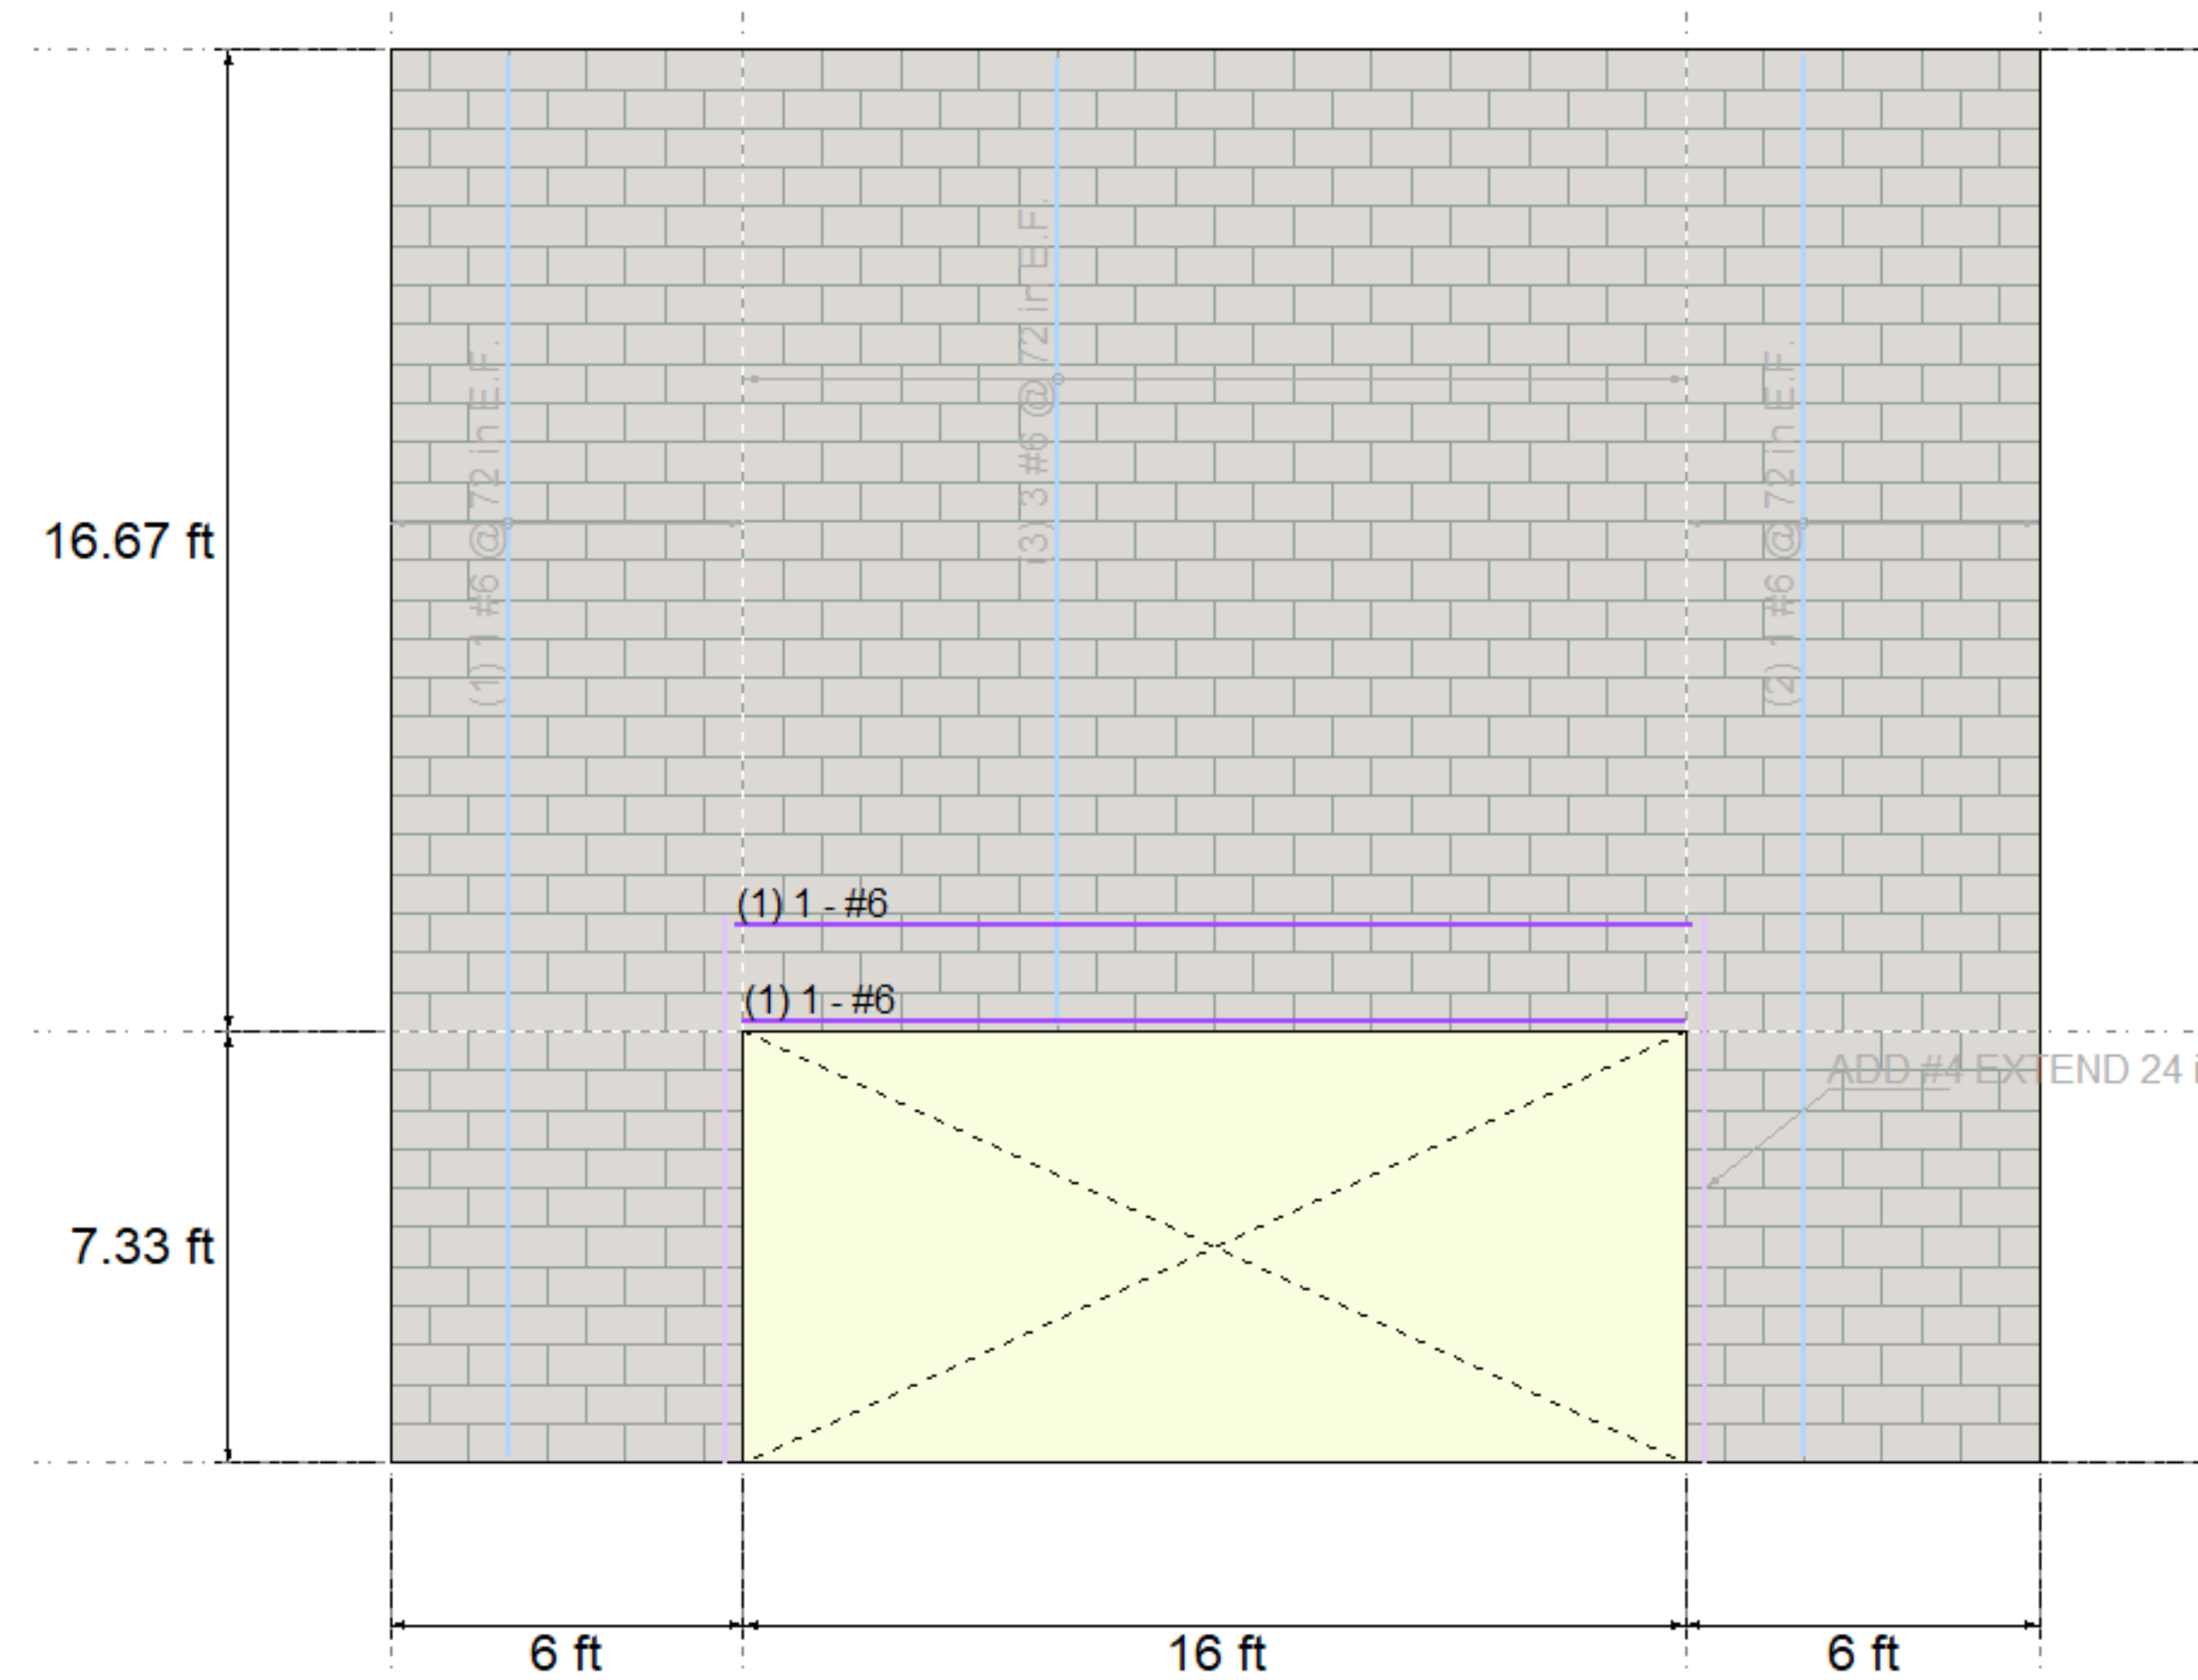 (1) 1 #6 @ 72 in E.F.
(3) 3 #6 @ 72 in E.F.
(2) 1 #6 @ 72 in E.F.
16.67 ft
(1) 1 - #6
(1) 1 - #6
ADD #4 EXTEND 24 i
7.33 ft
6 ft
16 ft
6 ft